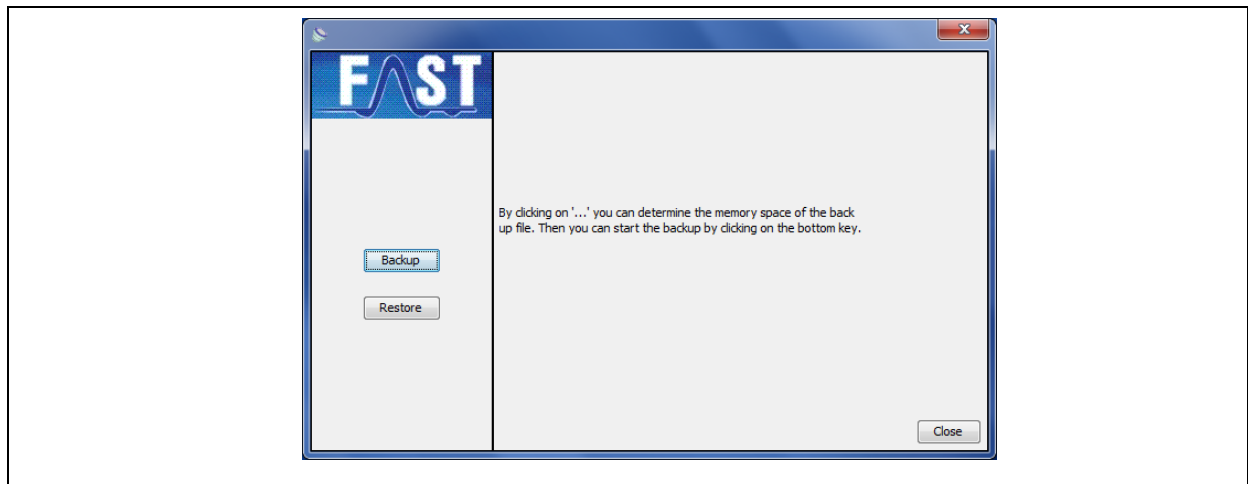 FAST
By clicking on '...' you can determine the memory space of the back
up file. Then you can start the backup by clicking on the bottom key.
Backup
Restore
Close